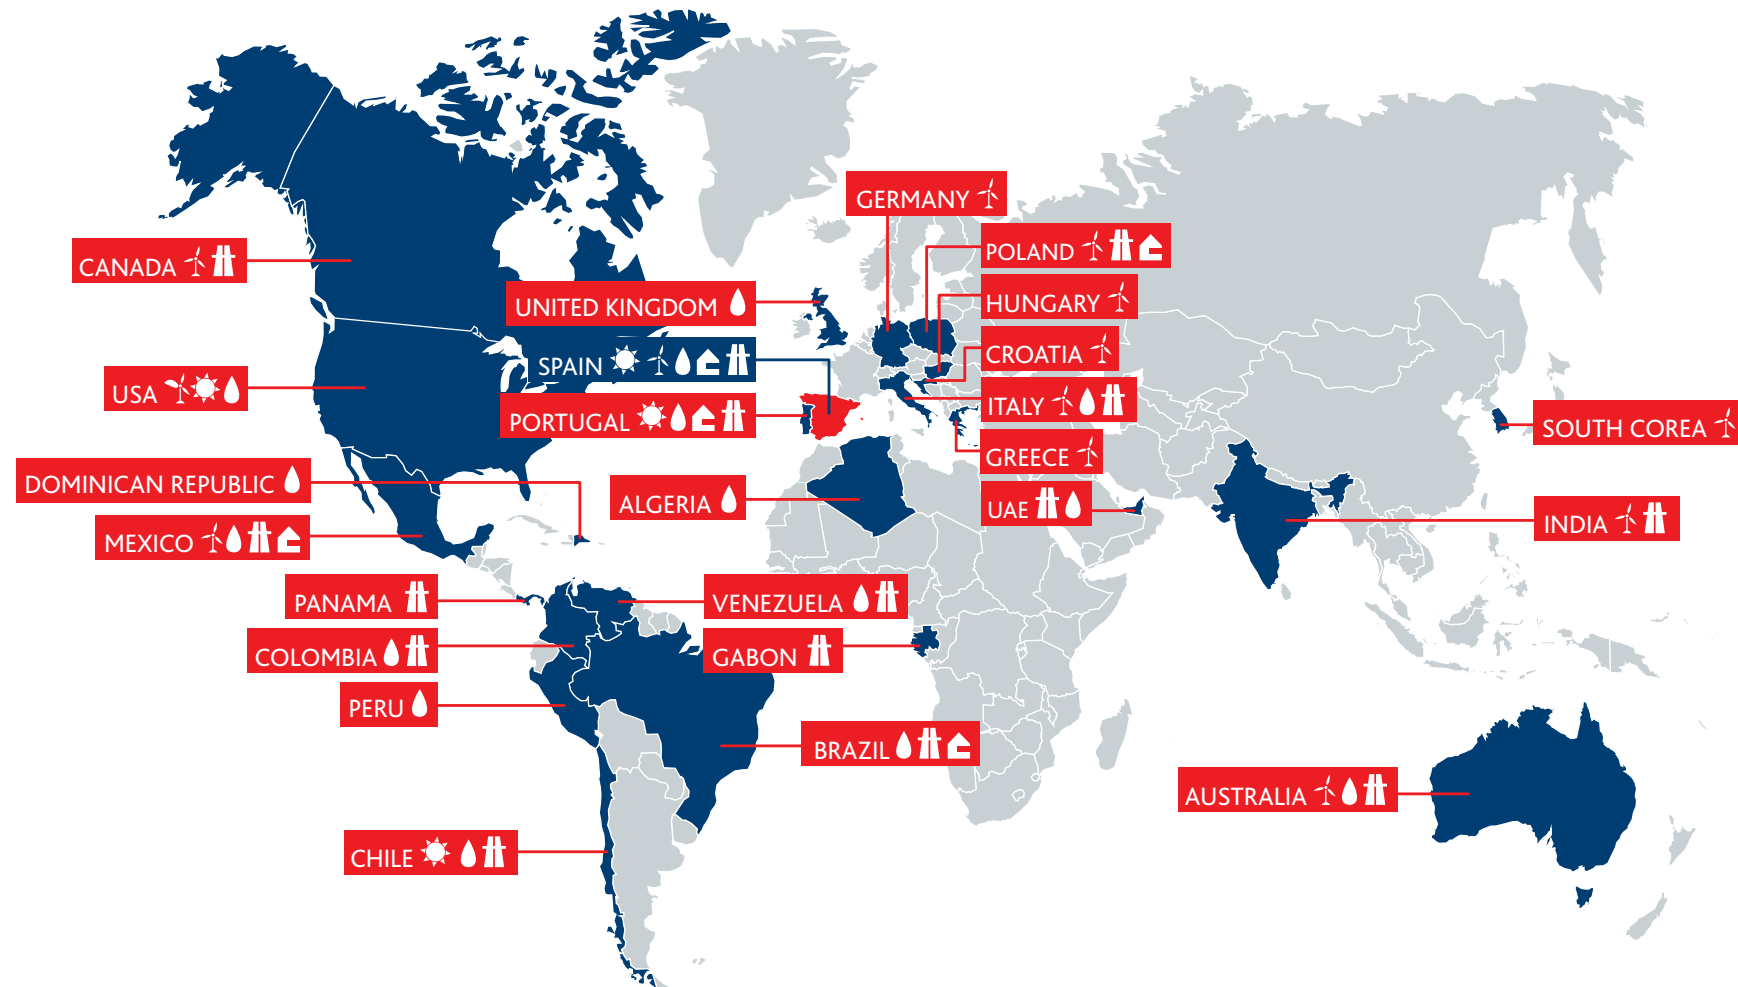 GERMANY
POLAND
CANADA
HUNGARY
UNITED KINGDOM
CROATIA
SPAIN
USA
ITALY
PORTUGAL
SOUTH COREA
GREECE
DOMINICAN REPUBLIC
ALGERIA
UAE
INDIA
MEXICO
PANAMA
VENEZUELA
COLOMBIA
GABON
PERU
BRAZIL
AUSTRALIA
CHILE